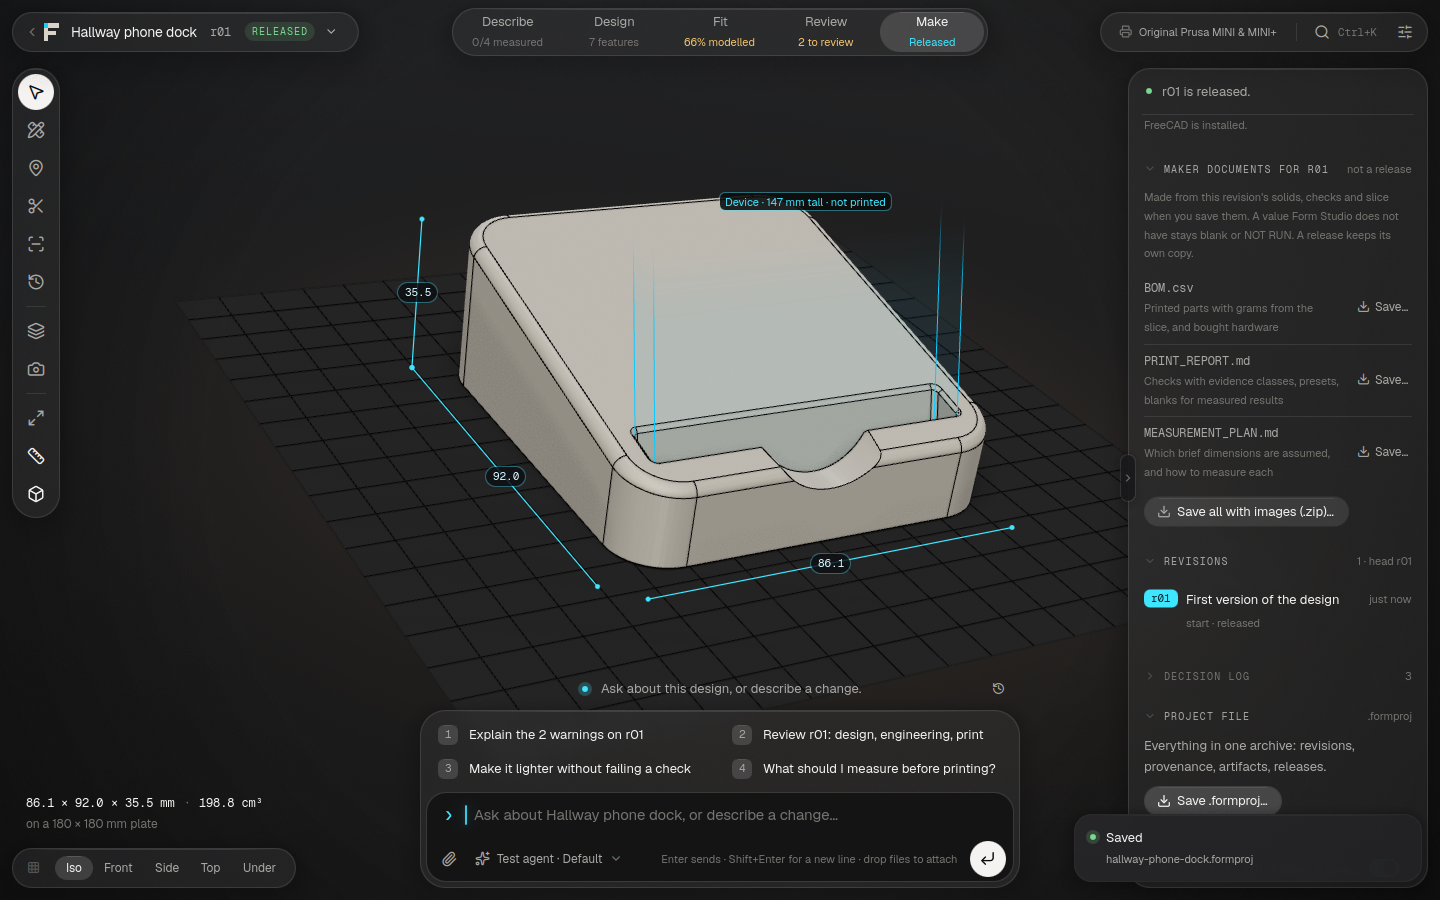 Hallway phone dock r01 RELEASED
Describe
0/4 measured
Design
7 features
Fit
66% modelled
Review
2 to review
Make
Released
Original Prusa MINI & MINI+
Ctrl+K
r01 is released.
FreeCAD is installed.
MAKER DOCUMENTS FOR R01 not a release
Made from this revision's solids, checks and slice
when you save them. A value Form Studio does not
have stays blank or NOT RUN. A release keeps its
own copy.
BOM.csv
Printed parts with grams from the
slice, and bought hardware
Save…
PRINT_REPORT.md
Checks with evidence classes, presets,
blanks for measured results
Save…
MEASUREMENT_PLAN.md
Which brief dimensions are assumed,
and how to measure each
Save…
Save all with images (.zip)…
REVISIONS 1 · head r01
r01 First version of the design just now
start · released
DECISION LOG 3
PROJECT FILE .formproj
Everything in one archive: revisions,
provenance, artifacts, releases.
Save .formproj…
Saved
hallway-phone-dock.formproj
Device · 147 mm tall · not printed
35.5
92.0
86.1
Ask about this design, or describe a change.
1 Explain the 2 warnings on r01
2 Review r01: design, engineering, print
3 Make it lighter without failing a check
4 What should I measure before printing?
Ask about Hallway phone dock, or describe a change…
Test agent · Default
Enter sends · Shift+Enter for a new line · drop files to attach
86.1 × 92.0 × 35.5 mm · 198.8 cm³
on a 180 × 180 mm plate
Iso Front Side Top Under